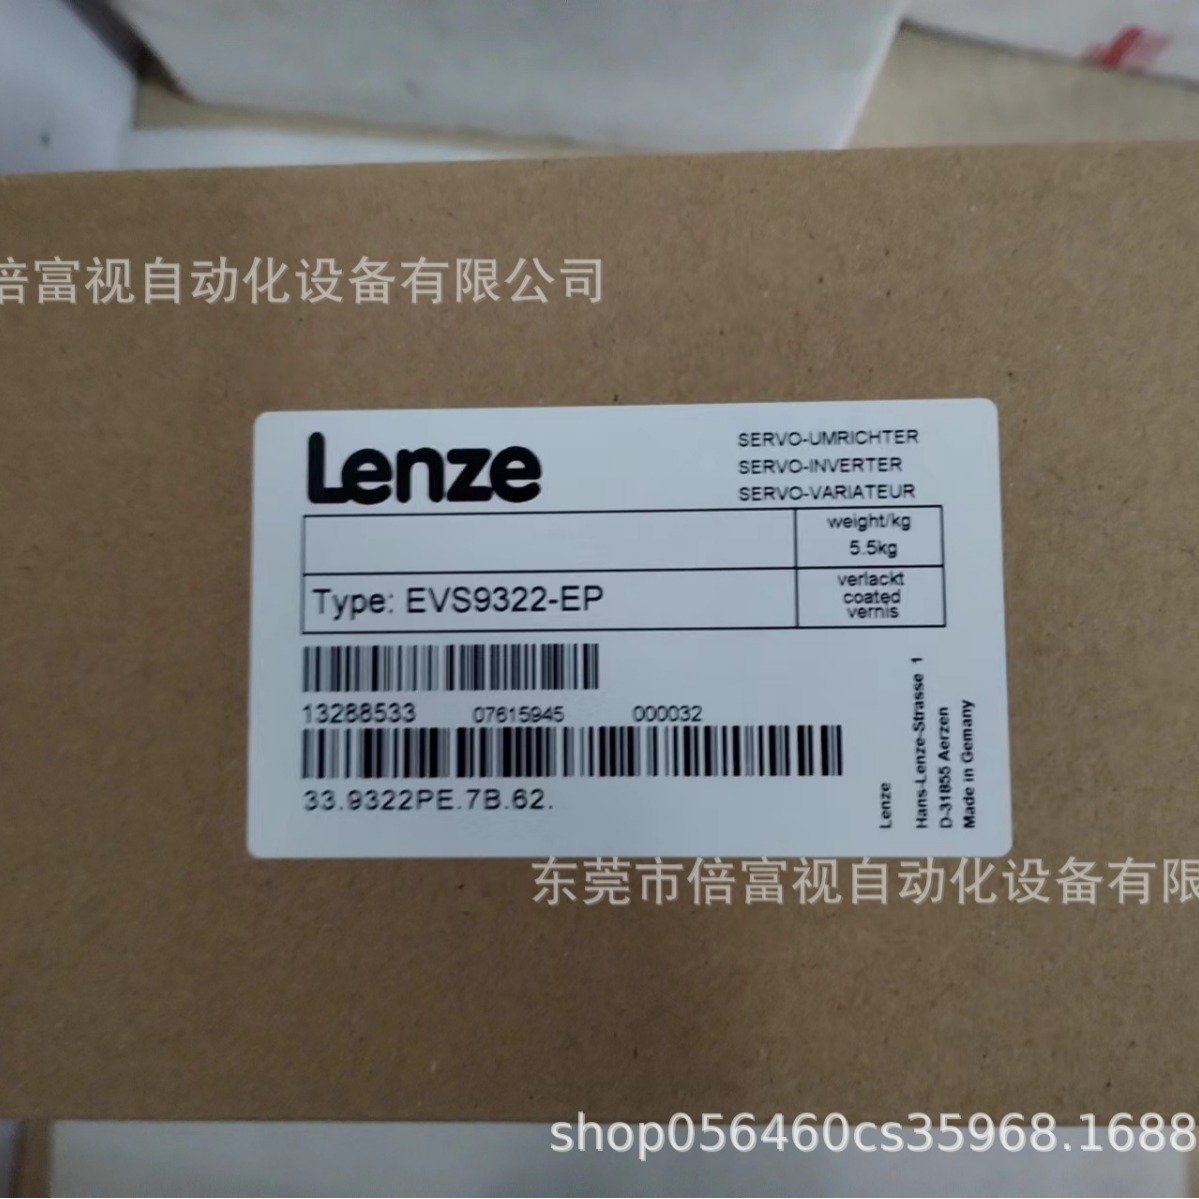 倍富视自动化设备有限公司
Lenze
SERVO-UMRICHTER
SERVO-INVERTER
SERVO-VARIATEUR
weight/kg
5.5kg
Type: EVS9322-EP
verlackt
coated
vernis
13288533 07615945 000032
33.9322PE.7B.62.
Lenze
Hans-Lenze-Strasse 1
D-31855 Aerzen
Made in Gemany
东莞市倍富视自动化设备有限
shop056460cs35968.1688